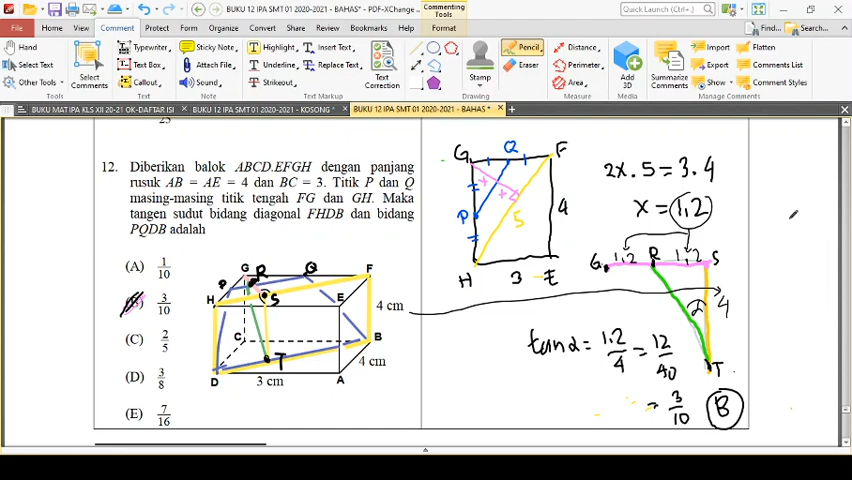 BUKU 12 IPA SMT 01 2020-2021 - BAHAS* - PDF-XChange
Commenting Tools
Quick Launch (Ctrl+.)
File
Home
View
Comment
Protect
Form
Organize
Convert
Share
Review
Bookmarks
Help
Format
Find...
Search...
Hand
Select Text
Other Tools
Select Comments
Typewriter
Text Box
Callout
Sticky Note
Attach File
Sound
Highlight
Underline
Strikeout
Insert Text
Replace Text
Text Correction
Drawing
Pencil
Eraser
Stamp
Distance
Perimeter
Area
Measure
Add 3D
Summarize Comments
Import
Export
Show
Flatten
Comments List
Comment Styles
Manage Comments
BUKU MAT IPA KLS XII 20-21 OK-DAFTAR ISI
BUKU 12 IPA SMT 01 2020-2021 - KOSONG *
BUKU 12 IPA SMT 01 2020-2021 - BAHAS *
25
12. Diberikan balok ABCD.EFGH dengan panjang
rusuk AB = AE = 4 dan BC = 3. Titik P dan Q
masing-masing titik tengah FG dan GH. Maka
tangen sudut bidang diagonal FHDB dan bidang
PQDB adalah
(A) 1/10
(B) 3/10
(C) 2/5
(D) 3/8
(E) 7/16
G R Q F
P S
H E
4 cm
C B
T 4 cm
D 3 cm A
G Q F
x x
P 5 4
H 3 E
2x . 5 = 3.4
x = 1,2
G 1,2 R 1,2 S
α 4
T
tan α = 1,2/4 = 12/40
= 3/10 B